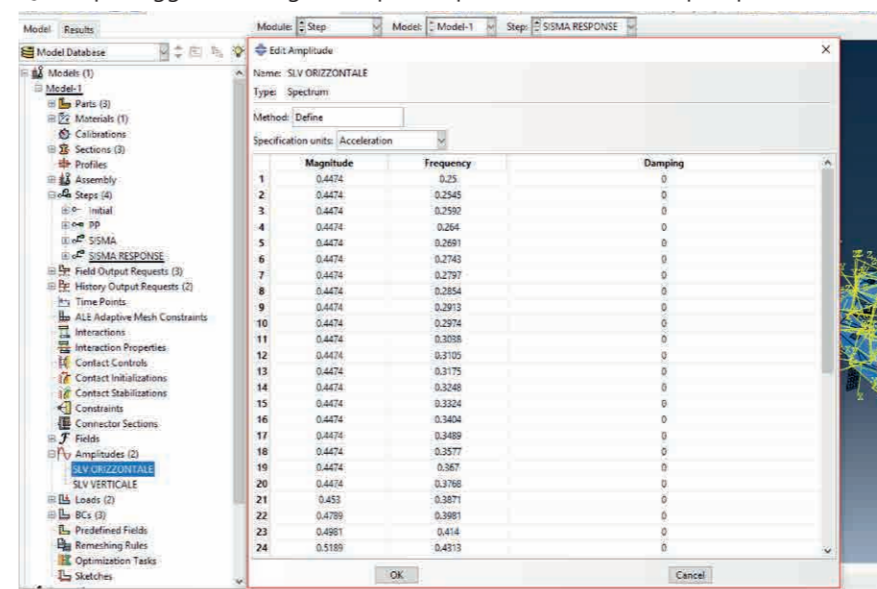 Module: Step Model: Model-1 Step: SISMA RESPONSE
Model Results
Model Database
Models (1)
Model-1
Parts (3)
Materials (1)
Calibrations
Sections (3)
Profiles
Assembly
Steps (4)
Initial
PP
SISMA
SISMA RESPONSE
Field Output Requests (3)
History Output Requests (2)
Time Points
ALE Adaptive Mesh Constraints
Interactions
Interaction Properties
Contact Controls
Contact Initializations
Contact Stabilizations
Constraints
Connector Sections
Fields
Amplitudes (2)
SLV ORIZZONTALE
SLV VERTICALE
Loads (2)
BCs (3)
Predefined Fields
Remeshing Rules
Optimization Tasks
Sketches
Edit Amplitude
Name: SLV ORIZZONTALE
Type: Spectrum
Method: Define
Specification units: Acceleration
Magnitude Frequency Damping
1 0.4474 0.25 0
2 0.4474 0.2545 0
3 0.4474 0.2592 0
4 0.4474 0.264 0
5 0.4474 0.2691 0
6 0.4474 0.2743 0
7 0.4474 0.2797 0
8 0.4474 0.2854 0
9 0.4474 0.2913 0
10 0.4474 0.2974 0
11 0.4474 0.3038 0
12 0.4474 0.3105 0
13 0.4474 0.3175 0
14 0.4474 0.3248 0
15 0.4474 0.3324 0
16 0.4474 0.3404 0
17 0.4474 0.3489 0
18 0.4474 0.3577 0
19 0.4474 0.367 0
20 0.4474 0.3768 0
21 0.453 0.3871 0
22 0.4789 0.3981 0
23 0.4981 0.414 0
24 0.5189 0.4313 0
OK Cancel